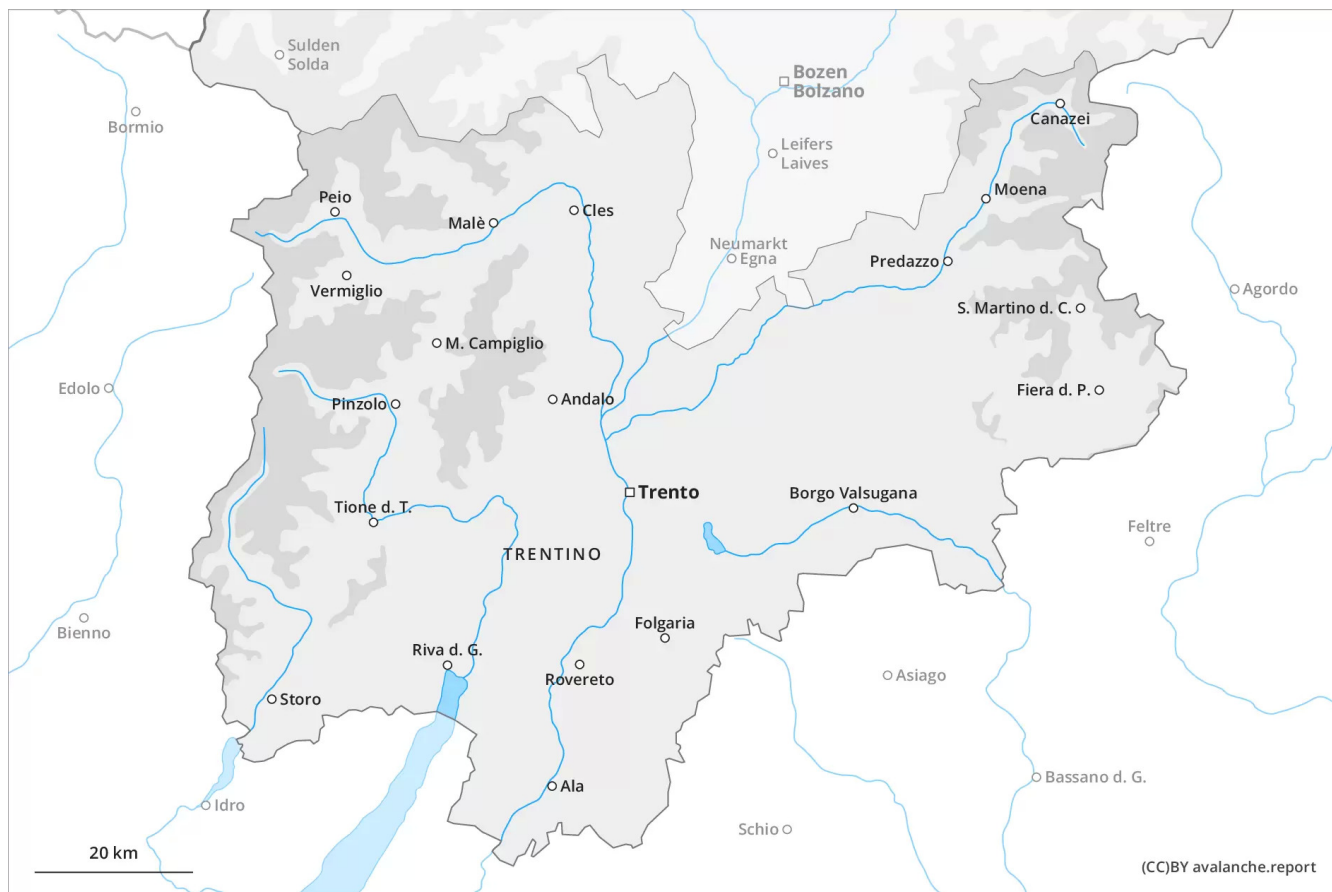 Sulden
Solda
Bozen
Bolzano
Bormio
Canazei
Leifers
Laives
Peio
Moena
Malè
Cles
Neumarkt
Egna
Predazzo
Vermiglio
Agordo
S. Martino d. C.
M. Campiglio
Edolo
Pinzolo
Andalo
Fiera d. P.
Trento
Borgo Valsugana
Tione d. T.
Feltre
TRENTINO
Bienno
Folgaria
Riva d. G.
Rovereto
Asiago
Storo
Bassano d. G.
Ala
Idro
Schio
20 km
(CC)BY avalanche.report